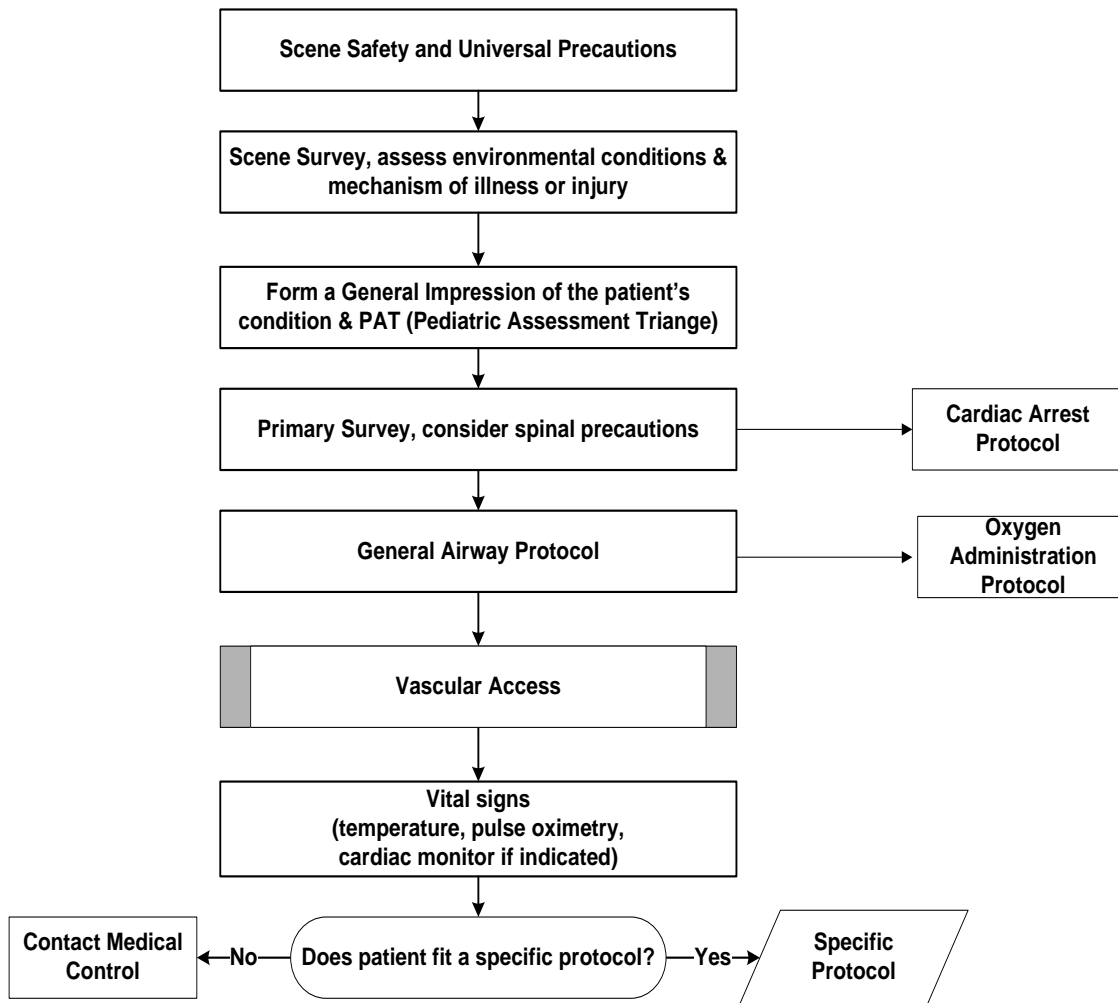 Scene Safety and Universal Precautions
Scene Survey, assess environmental conditions &
mechanism of illness or injury
Form a General Impression of the patient's
condition & PAT (Pediatric Assessment Triange)
Primary Survey, consider spinal precautions
Cardiac Arrest
Protocol
General Airway Protocol
Oxygen
Administration
Protocol
Vascular Access
Vital signs
(temperature, pulse oximetry,
cardiac monitor if indicated)
Contact Medical
Control
No
Does patient fit a specific protocol?
Yes
Specific
Protocol